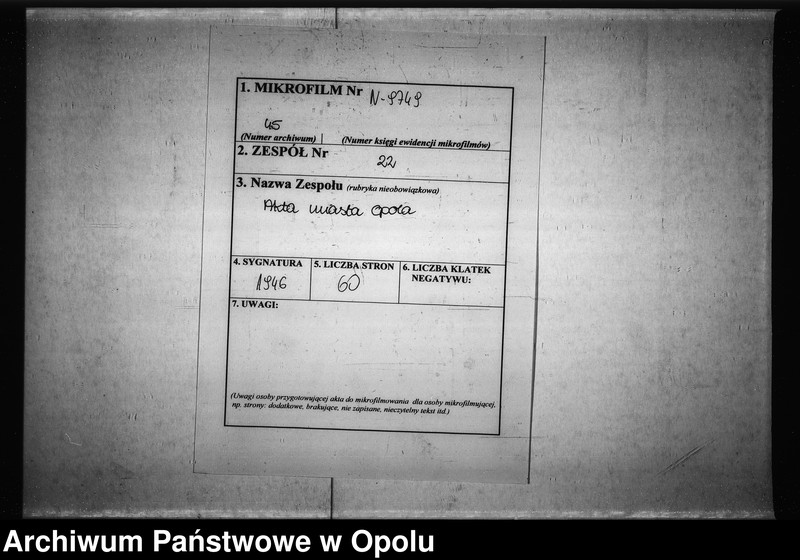 1. MIKROFILM Nr N-9749
45
(Numer archiwum) (Numer księgi ewidencji mikrofilmów)
2. ZESPÓŁ Nr 22
3. Nazwa Zespołu (rubryka nieobowiązkowa)
Akta miasta Opola
4. SYGNATURA 5. LICZBA STRON 6. LICZBA KLATEK
NEGATYWU:
1946 60
7. UWAGI:
(Uwagi osoby przygotowującej akta do mikrofilmowania dla osoby mikrofilmującej,
np. strony: dodatkowe, brakujące, nie zapisane, nieczytelny tekst itd.)
Archiwum Państwowe w Opolu